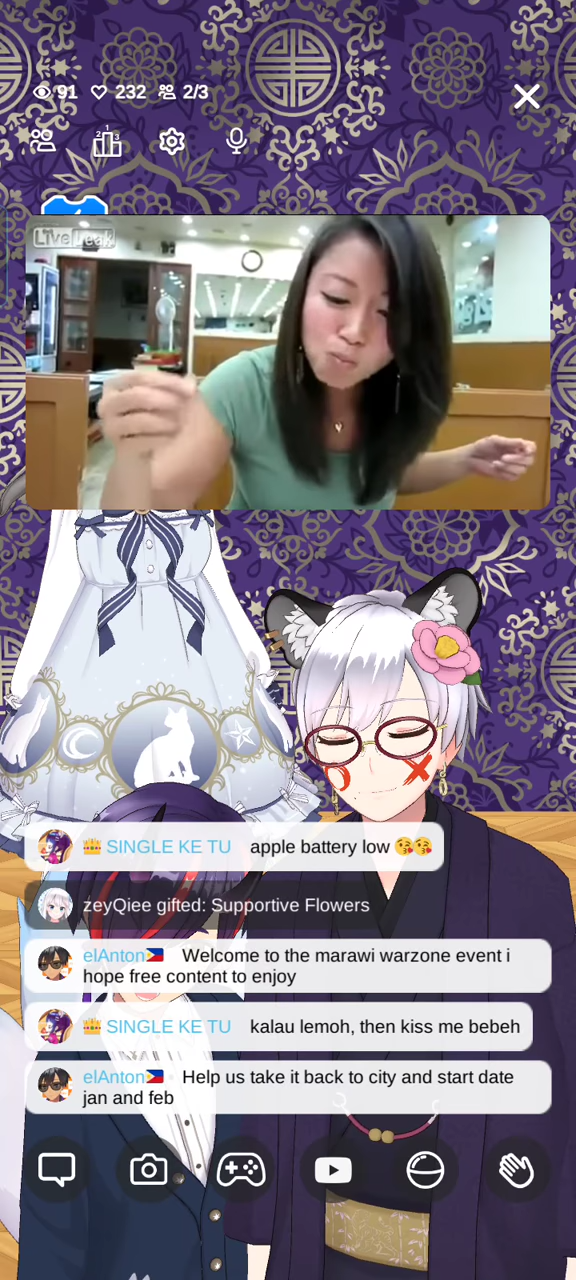 91 232 2/3
LiveLeak
SINGLE KE TU apple battery low 😘😘
zeyQiee gifted: Supportive Flowers
elAnton🇵🇭 Welcome to the marawi warzone event i
hope free content to enjoy
SINGLE KE TU kalau lemoh, then kiss me bebeh
elAnton🇵🇭 Help us take it back to city and start date
jan and feb